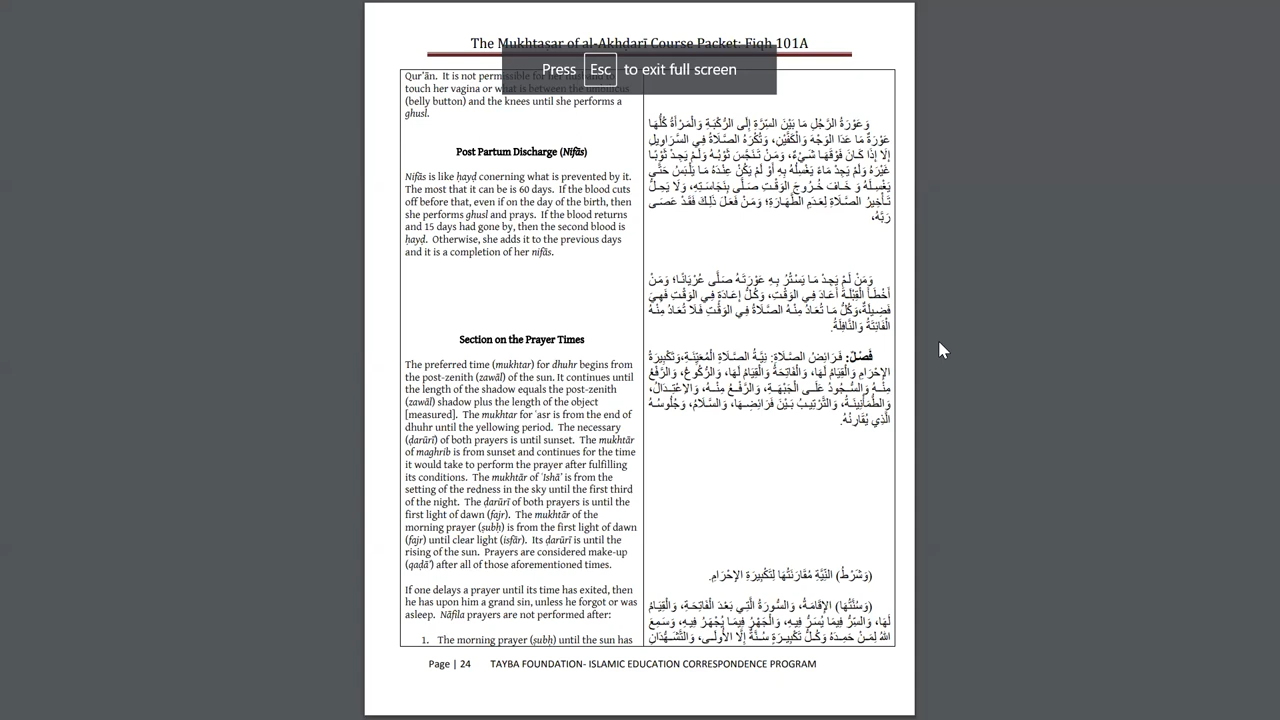 The Mukhtasar of al-Akhḍarī Course Packet: Fiqh 101A
Press Esc to exit full screen
Qur’ān. It is not permissible for her husband to
touch her vagina or what is between the umbilicus
(belly button) and the knees until she performs a
ghusl.
Post Partum Discharge (Nifās)
Nifās is like ḥayḍ conerning what is prevented by it.
The most that it can be is 60 days. If the blood cuts
off before that, even if on the day of the birth, then
she performs ghusl and prays. If the blood returns
and 15 days had gone by, then the second blood is
ḥayḍ. Otherwise, she adds it to the previous days
and it is a completion of her nifās.
Section on the Prayer Times
The preferred time (mukhtar) for dhuhr begins from
the post-zenith (zawāl) of the sun. It continues until
the length of the shadow equals the post-zenith
(zawāl) shadow plus the length of the object
[measured]. The mukhtar for ʿasr is from the end of
dhuhr until the yellowing period. The necessary
(ḍarūrī) of both prayers is until sunset. The mukhtār
of maghrib is from sunset and continues for the time
it would take to perform the prayer after fulfilling
its conditions. The mukhtār of ʿIshāʾ is from the
setting of the redness in the sky until the first third
of the night. The ḍarūrī of both prayers is until the
first light of dawn (fajr). The mukhtār of the
morning prayer (ṣubḥ) is from the first light of dawn
(fajr) until clear light (isfār). Its ḍarūrī is until the
rising of the sun. Prayers are considered make-up
(qaḍāʾ) after all of those aforementioned times.
If one delays a prayer until its time has exited, then
he has upon him a grand sin, unless he forgot or was
asleep. Nāfila prayers are not performed after:
1. The morning prayer (ṣubḥ) until the sun has
وَعَوْرَةُ الرَّجُلِ مَا بَيْنَ السُّرَّةِ إِلَى الرُّكْبَةِ وَالْمَرْأَةُ كُلُّهَا
عَوْرَةٌ مَا عَدَا الْوَجْهَ وَالْكَفَّيْنِ، وَتُكْرَهُ الصَّلَاةُ فِي السَّرَاوِيلِ
إِلَّا إِذَا كَانَ فَوْقَهَا شَيْءٌ، وَمَنْ تَنَجَّسَ ثَوْبُهُ وَلَمْ يَجِدْ ثَوْبًا
غَيْرَهُ وَلَمْ يَجِدْ مَاءً يَغْسِلُهُ بِهِ أَوْ لَمْ يَكُنْ عِنْدَهُ مَا يَلْبَسُ حَتَّى
يَغْسِلَهُ وَ خَافَ خُرُوجَ الْوَقْتِ صَلَّى بِنَجَاسَتِهِ، وَلَا يَحِلُّ
تَأْخِيرُ الصَّلَاةِ لِعَدَمِ الطَّهَارَةِ؛ وَمَنْ فَعَلَ ذَلِكَ فَقَدْ عَصَى
رَبَّهُ،
وَمَنْ لَمْ يَجِدْ مَا يَسْتُرُ بِهِ عَوْرَتَهُ صَلَّى عُرْيَانًا؛ وَمَنْ
أَخْطَأَ الْقِبْلَةَ أَعَادَ فِي الْوَقْتِ، وَكُلُّ إِعَادَةٍ فِي الْوَقْتِ فَهِيَ
فَضِيلَةٌ،وَكُلُّ مَا تُعَادُ مِنْهُ الصَّلَاةُ فِي الْوَقْتِ فَلَا تُعَادُ مِنْهُ
الْفَائِتَةُ وَالنَّافِلَةُ.
فَصْلٌ: فَرَائِضُ الصَّلَاةِ: نِيَّةُ الصَّلَاةِ الْمُعَيَّنَةِ،وَتَكْبِيرَةُ
الإِحْرَامِ وَالْقِيَامُ لَهَا، وَالْفَاتِحَةُ وَالْقِيَامُ لَهَا، وَالرُّكُوعُ، وَالرَّفْعُ
مِنْهُ وَالسُّجُودُ عَلَى الْجَبْهَةِ، وَالرَّفْعُ مِنْهُ، وَالِاعْتِدَالُ،
وَالطُّمَأْنِينَةُ، وَالتَّرْتِيبُ بَيْنَ فَرَائِضِهَا، وَالسَّلَامُ، وَجُلُوسُهُ
الَّذِي يُقَارِنُهُ.
(وَشَرْطُ) النِّيَّةِ مُقَارَنَتُهَا لِتَكْبِيرَةِ الإِحْرَامِ.
(وَسُنَنُهَا) الإِقَامَةُ، وَالسُّورَةُ الَّتِي بَعْدَ الْفَاتِحَةِ، وَالْقِيَامُ
لَهَا، وَالسِّرُّ فِيمَا يُسَرُّ فِيهِ، وَالْجَهْرُ فِيمَا يُجْهَرُ فِيهِ، وَسَمِعَ
اللهُ لِمَنْ حَمِدَهُ وَكُلُّ تَكْبِيرَةٍ سُنَّةٌ إِلَّا الأُولَى، وَالتَّشَهُّدَانِ
Page | 24 TAYBA FOUNDATION- ISLAMIC EDUCATION CORRESPONDENCE PROGRAM